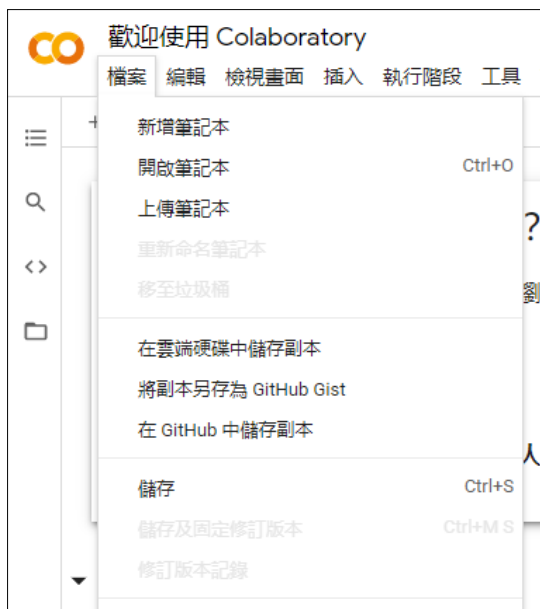 CO
歡迎使用 Colaboratory
檔案 編輯 檢視畫面 插入 執行階段 工具
+
新增筆記本
開啟筆記本 Ctrl+O
上傳筆記本
?
重新命名筆記本
移至垃圾桶
劉
在雲端硬碟中儲存副本
將副本另存為 GitHub Gist
在 GitHub 中儲存副本
人
儲存 Ctrl+S
儲存及固定修訂版本 Ctrl+M S
修訂版本記錄